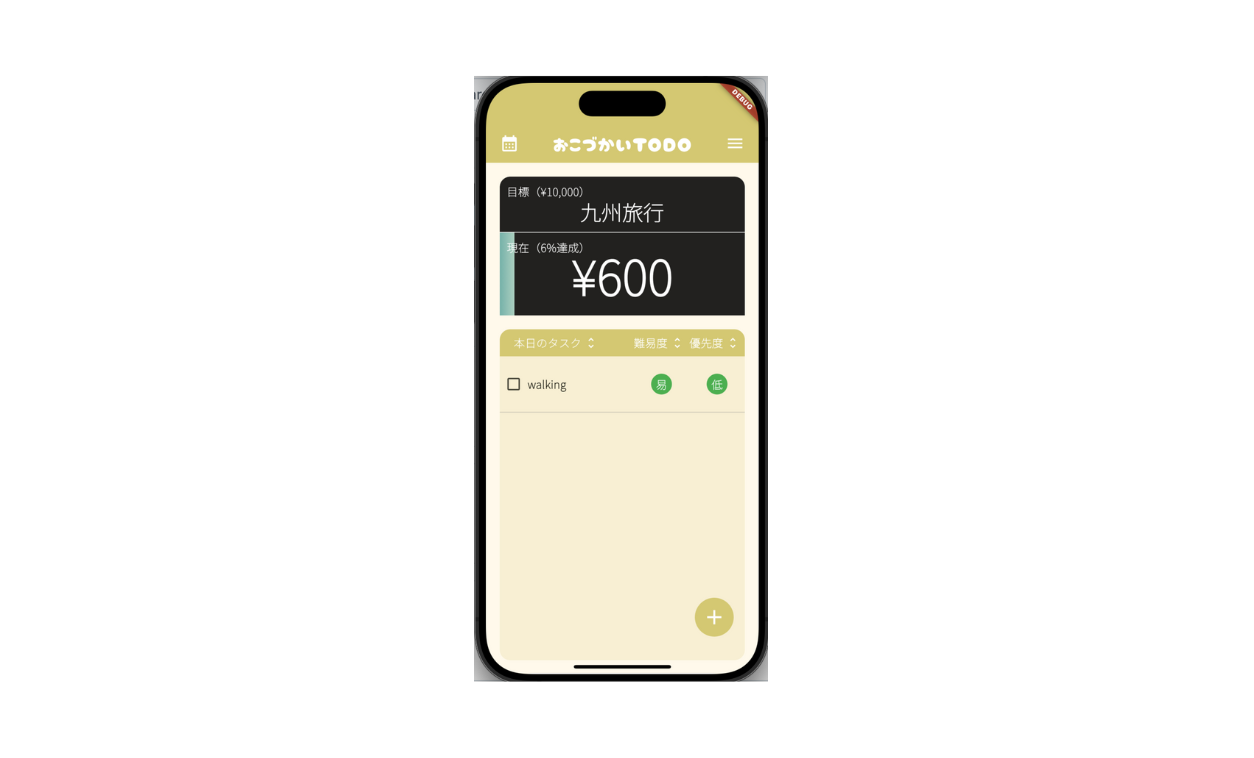 DEBUG
おこづかいTODO
目標（¥10,000）
九州旅行
現在（6%達成）
¥600
本日のタスク 難易度 優先度
walking 易 低